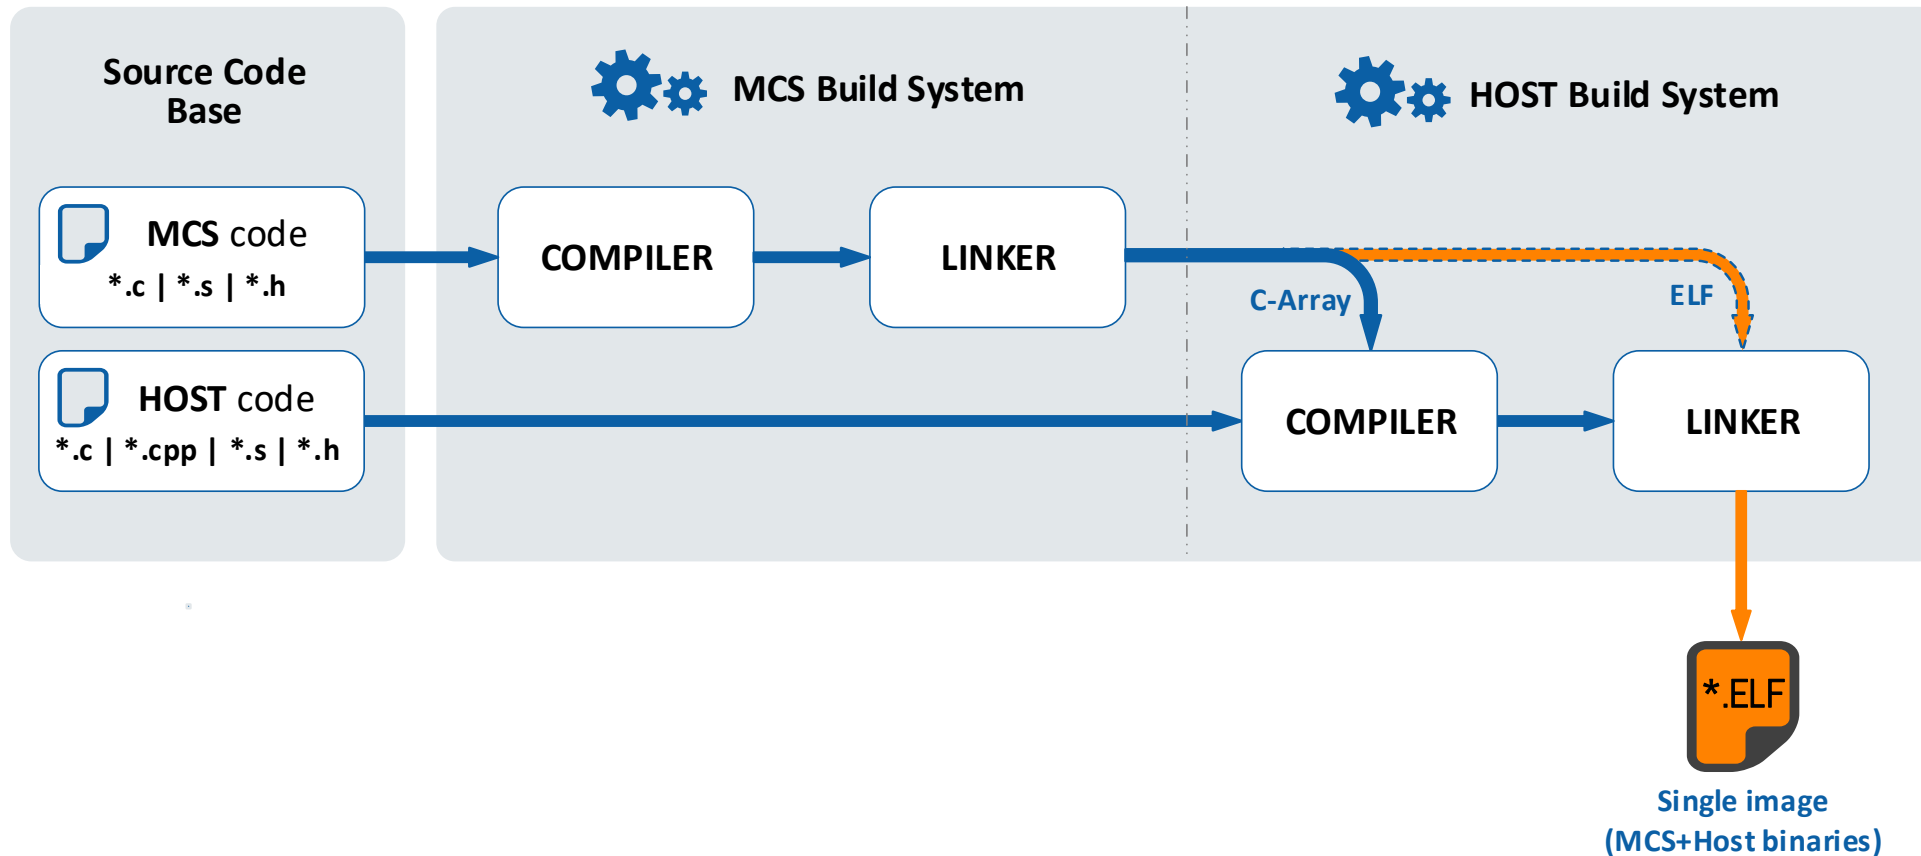 Source Code
Base
MCS Build System
HOST Build System
MCS code
*.c | *.s | *.h
COMPILER
LINKER
C-Array
ELF
HOST code
*.c | *.cpp | *.s | *.h
COMPILER
LINKER
*.ELF
Single image
(MCS+Host binaries)